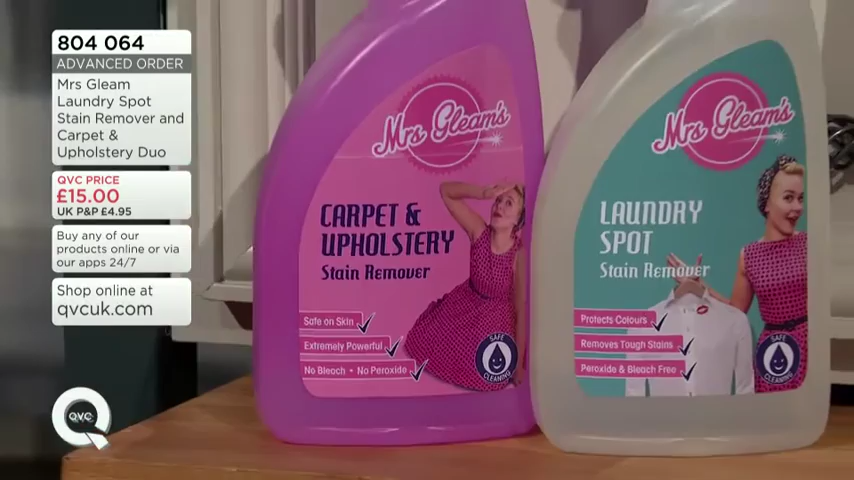 804 064
ADVANCED ORDER
Mrs Gleam
Laundry Spot
Stain Remover and
Carpet &
Upholstery Duo
QVC PRICE
£15.00
UK P&P £4.95
Buy any of our
products online or via
our apps 24/7
Shop online at
qvcuk.com
QVC
Mrs Gleam's
CARPET &
UPHOLSTERY
Stain Remover
Safe on Skin
Extremely Powerful
No Bleach • No Peroxide
SAFE
CLEANING
Mrs Gleam's
LAUNDRY
SPOT
Stain Remover
Protects Colours
Removes Tough Stains
Peroxide & Bleach Free
SAFE
CLEANING